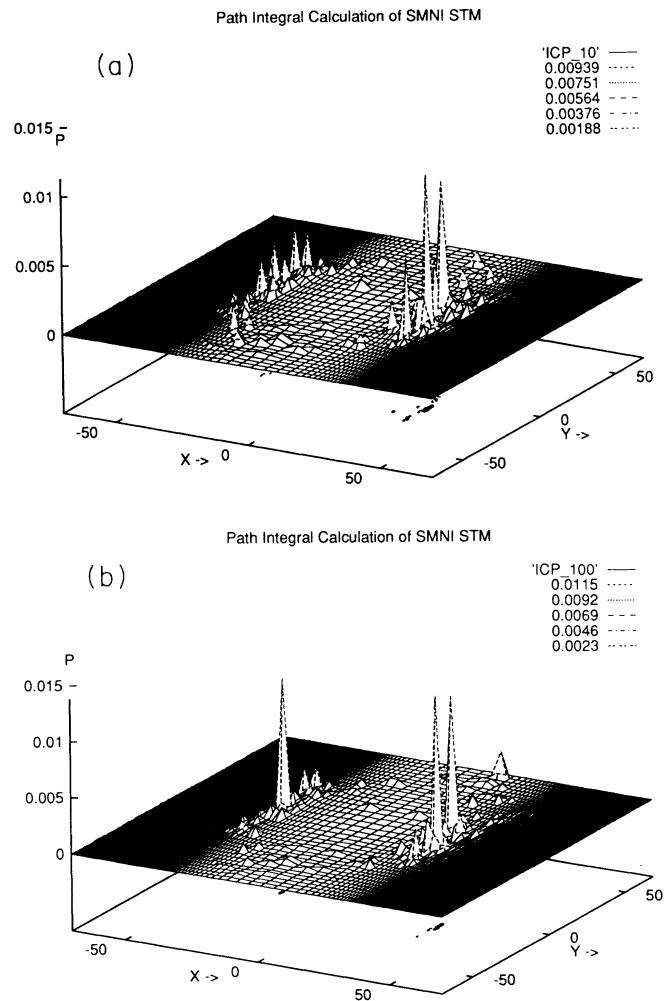 Path Integral Calculation of SMNI STM
(a)
'ICP_10'
0.00939
0.00751
0.00564
0.00376
0.00188
0.015
P
0.01
0.005
0
-50
X -> 0
50
-50
0
Y ->
50
Path Integral Calculation of SMNI STM
(b)
'ICP_100'
0.0115
0.0092
0.0069
0.0046
0.0023
P
0.015
0.01
0.005
0
-50
X -> 0
50
-50
0
Y ->
50